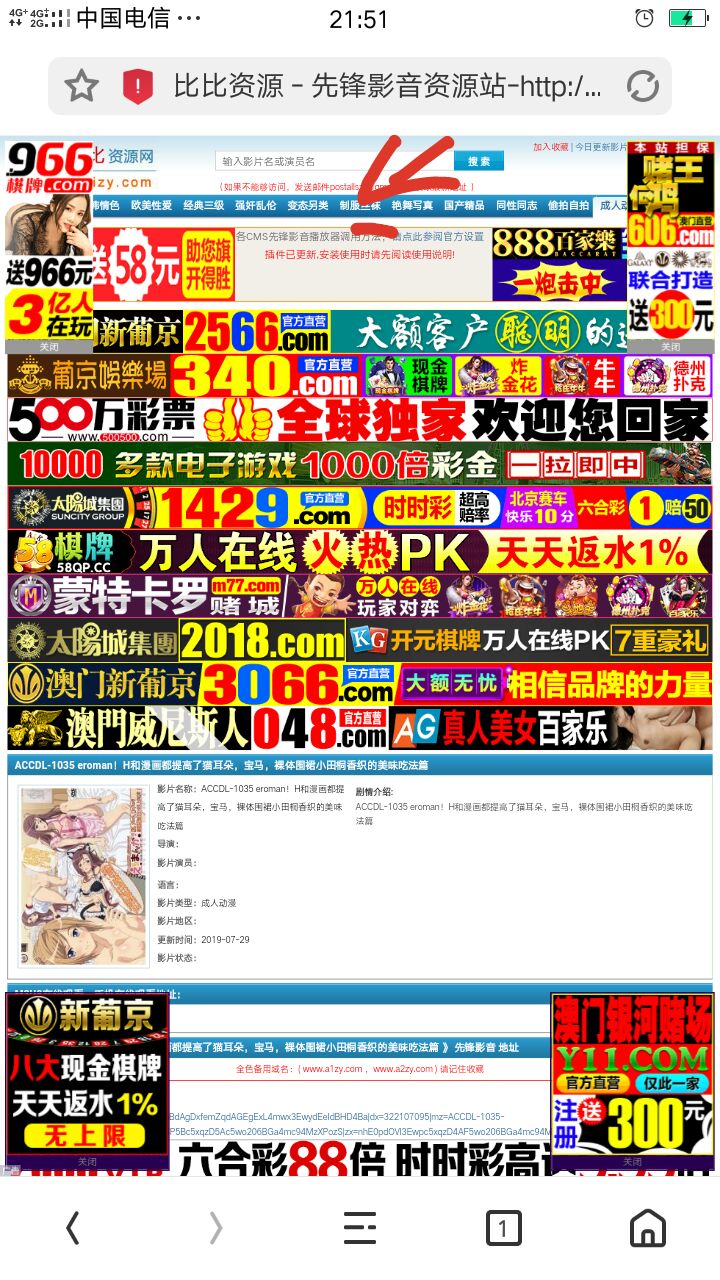 4G+ 4G+ 2G 中国电信 ··· 21:51
比比资源 - 先锋影音资源站-http:/...
966
棋牌.com
送966元
3亿人在玩
关闭
比资源网
izy.com
输入影片名或演员名 搜 索
加入收藏 | 今日更新影片
(如果不能够访问，发送邮件postalls
情色 欧美性爱 经典三级 强奸乱伦 变态另类 制服丝袜 艳舞写真 国产精品 同性同志 偷拍自拍 成人动
本站担保
赌王
606.com
澳门直营
GALAXY
联合打造
送300元
关闭
送58元 助您旗开得胜
各CMS先锋影音播放器调用方法，请点此参阅官方设置
插件已更新,安装使用时请先阅读使用说明!
888百家樂
BACCARAT
一炮击中
新葡京 2566.com 官方直营 大额客户 聪明 的选
葡京娛樂場 340.com 官方直营 现金棋牌 炸金花 牛牛 德州扑克
500万彩票 www.500500.com 全球独家 欢迎您回家
10000 多款电子游戏 1000倍彩金 一拉即中
太陽城集團 SUNCITY GROUP 1429.com 官方直营 时时彩 超高赔率 北京赛车 快乐10分 六合彩 1赔50
58棋牌 58QP.CC 万人在线 火热PK 天天返水1%
蒙特卡罗 m77.com 赌城 万人在线 玩家对弈
太陽城集團 2018.com KG 开元棋牌 万人在线PK 7重豪礼
澳门新葡京 3066.com 官方直营 大额无忧 相信品牌的力量
澳門威尼斯人 048.com 官方直营 AG 真人美女百家乐
ACCDL-1035 eroman！H和漫画都提高了猫耳朵，宝马，裸体围裙小田桐香织的美味吃法篇
影片名称：ACCDL-1035 eroman！H和漫画都提高了猫耳朵，宝马，裸体围裙小田桐香织的美味吃法篇
导演：
影片演员：
语言：
影片类型：成人动漫
影片地区：
更新时间：2019-07-29
影片状态：
剧情介绍:
ACCDL-1035 eroman！H和漫画都提高了猫耳朵，宝马，裸体围裙小田桐香织的美味吃法篇
都提高了猫耳朵，宝马，裸体围裙小田桐香织的美味吃法篇 》先锋影音 地址
全色备用域名：( www.a1zy.com ，www.a2zy.com ) 请记住收藏
新葡京
八大现金棋牌
天天返水1%
无上限
关闭
澳门银河赌场
Y11.COM
官方直营 仅此一家
注册 送300元
关闭
六合彩88倍 时时彩高
1